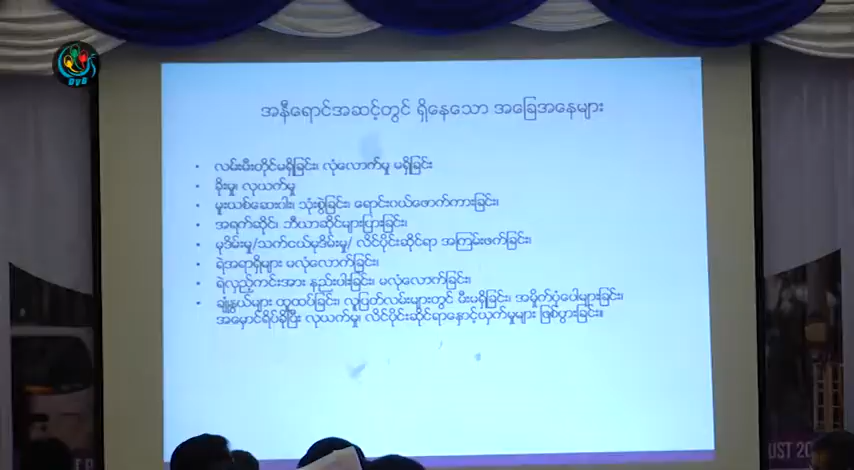 DVB
အနီရောင်အဆင့်တွင် ရှိနေသော အခြေအနေများ
• လမ်းမီးတိုင်မရှိခြင်း၊ လုံလောက်မှု မရှိခြင်း
• ခိုးမှု၊ လုယက်မှု
• မူးယစ်ဆေးဝါး သုံးစွဲခြင်း၊ ရောင်းဝယ်ဖောက်ကားခြင်း၊
• အရက်ဆိုင်၊ ဘီယာဆိုင်များပြားခြင်း၊
• မုဒိမ်းမှု/သက်ငယ်မုဒိမ်းမှု/ လိင်ပိုင်းဆိုင်ရာ အကြမ်းဖက်ခြင်း၊
• ရဲအရာရှိများ မလုံလောက်ခြင်း၊
• ရဲလှည့်ကင်းအား နည်းပါးခြင်း၊ မလုံလောက်ခြင်း၊
• ချုံနွယ်များ ထူထပ်ခြင်း၊ လူပြတ်လမ်းများတွင် မီးမရှိခြင်း၊ အမှိုက်ပုံပေါများခြင်း၊
အမှောင်ရိပ်ခိုပြီး လုယက်မှု၊ လိင်ပိုင်းဆိုင်ရာနှောင့်ယှက်မှုများ ဖြစ်ပွားခြင်း။
UST 20